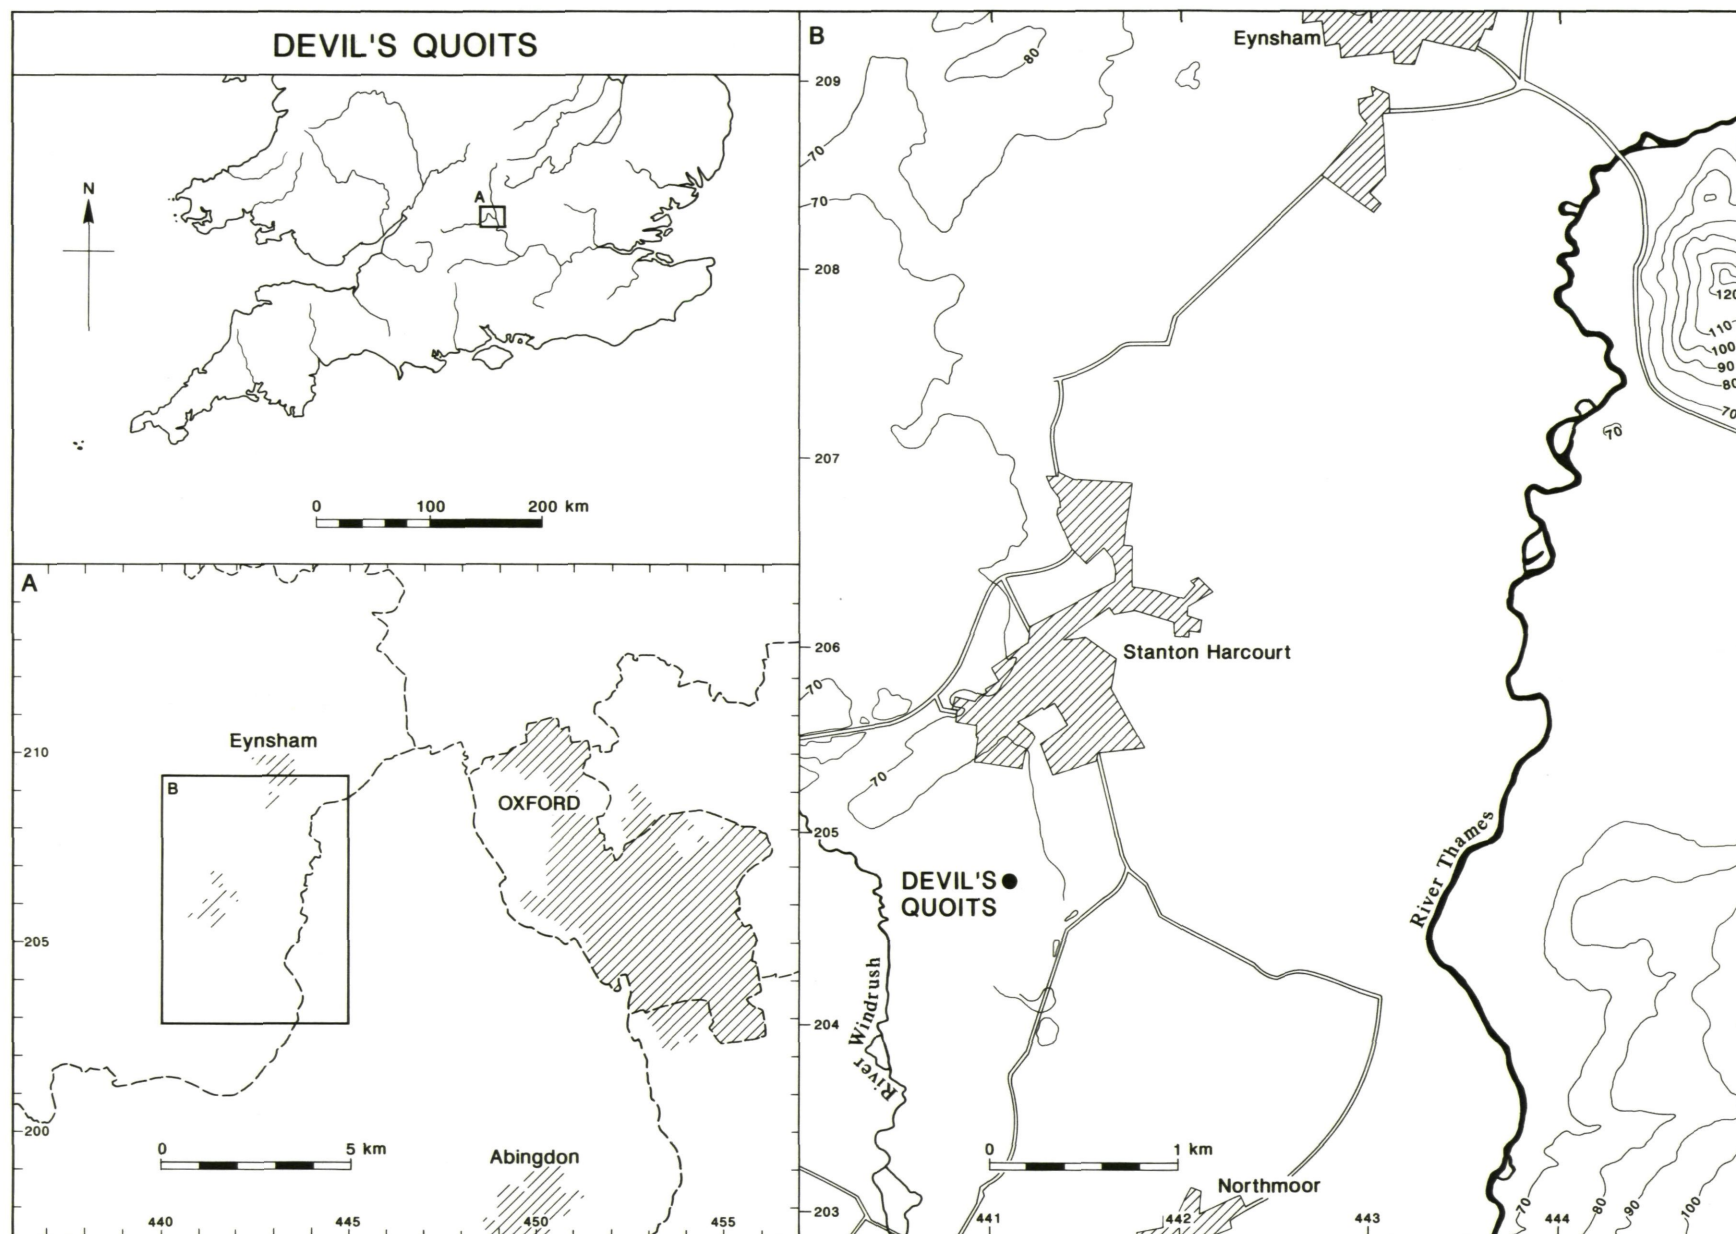 DEVIL'S QUOITS
N
A
0 100 200 km
A
Eynsham
B
OXFORD
210
205
200
0 5 km
Abingdon
440 445 450 455
B
Eynsham
80
209
70
70
208
120
110
100
90
80
70
70
207
206
Stanton Harcourt
70
70
205
DEVIL'S
QUOITS
River Thames
River Windrush
204
0 1 km
Northmoor
203
441 442 443 444
70 80 90 100